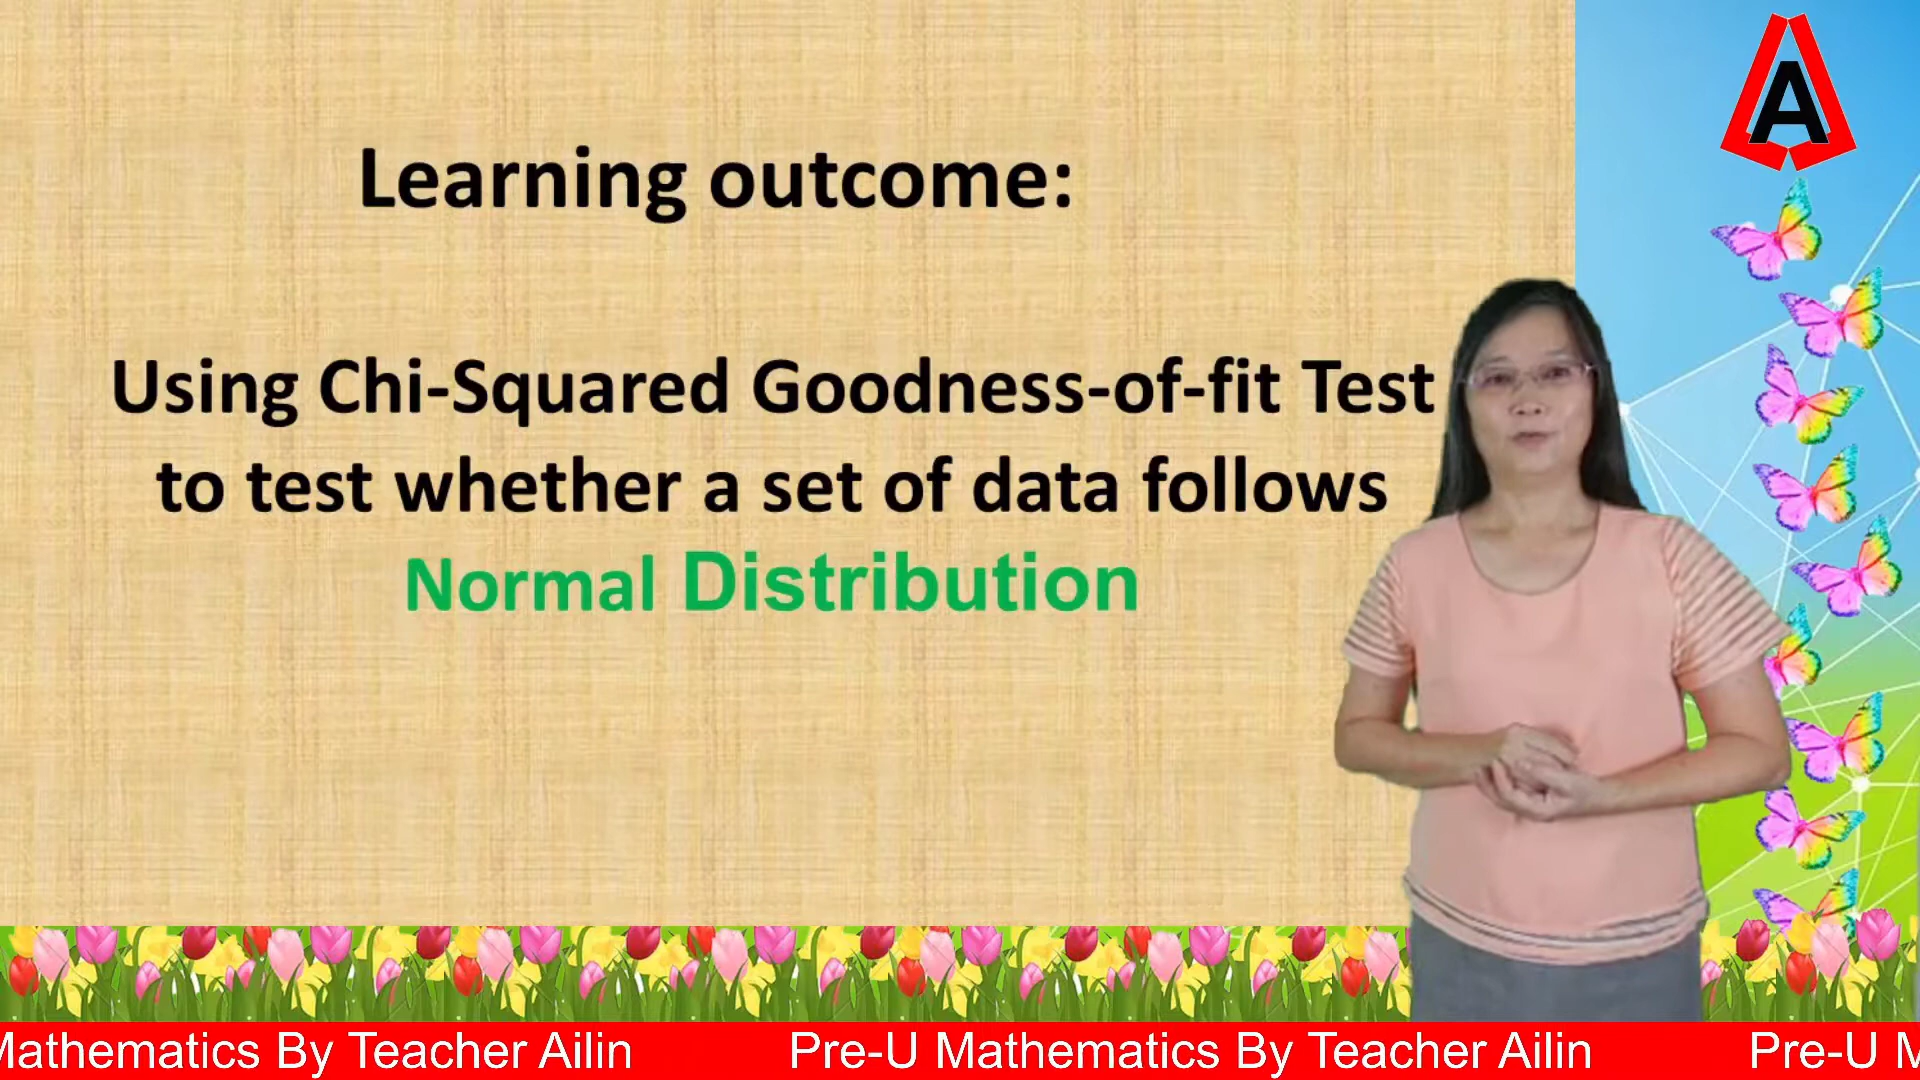 A
Learning outcome:
Using Chi-Squared Goodness-of-fit Test
to test whether a set of data follows
Normal Distribution
Mathematics By Teacher Ailin Pre-U Mathematics By Teacher Ailin Pre-U M